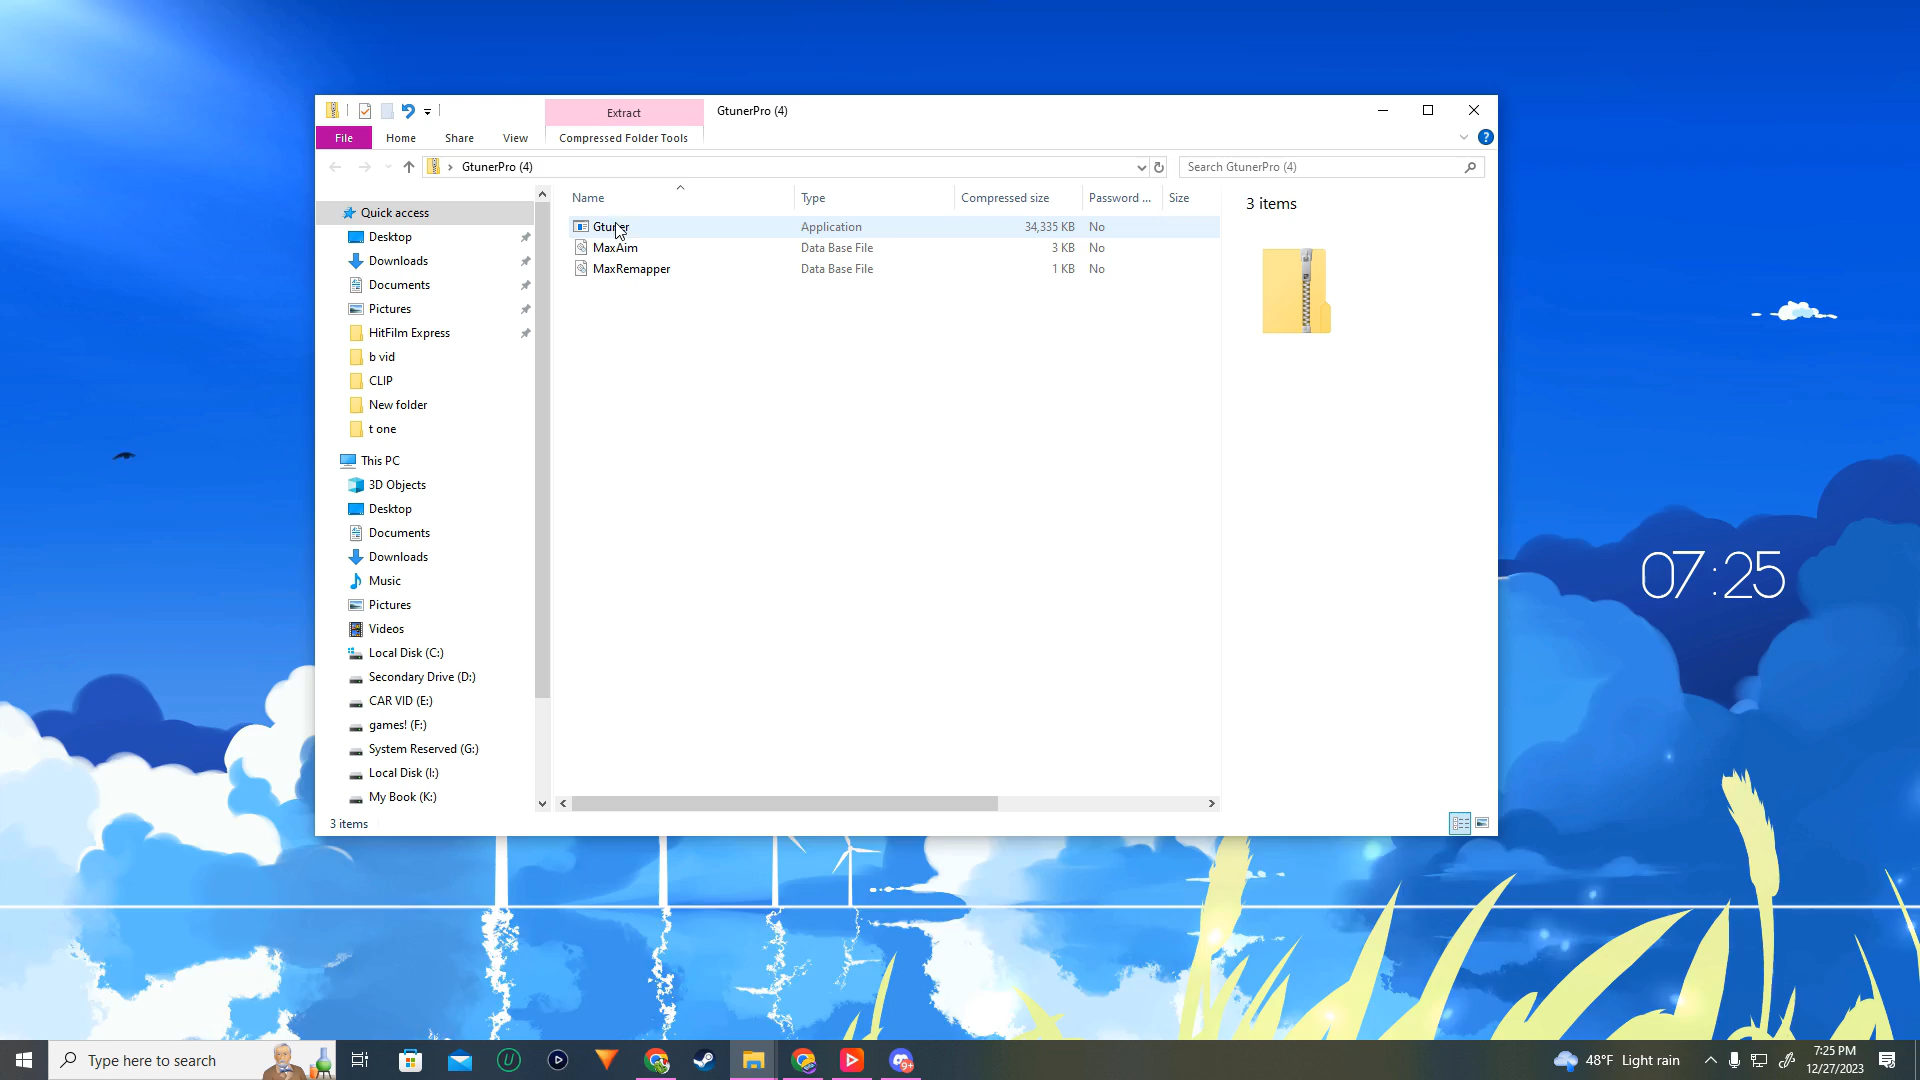 Extract
GtunerPro (4)
File
Home
Share
View
Compressed Folder Tools
GtunerPro (4)
Search GtunerPro (4)
Name
Type
Compressed size
Password ...
Size
3 items
Quick access
Desktop
Downloads
Documents
Pictures
HitFilm Express
b vid
CLIP
New folder
t one
This PC
3D Objects
Desktop
Documents
Downloads
Music
Pictures
Videos
Local Disk (C:)
Secondary Drive (D:)
CAR VID (E:)
games! (F:)
System Reserved (G:)
Local Disk (I:)
My Book (K:)
Gtuner Application 34,335 KB No
MaxAim Data Base File 3 KB No
MaxRemapper Data Base File 1 KB No
3 items
07:25
Type here to search
9+
48°F Light rain
7:25 PM
12/27/2023